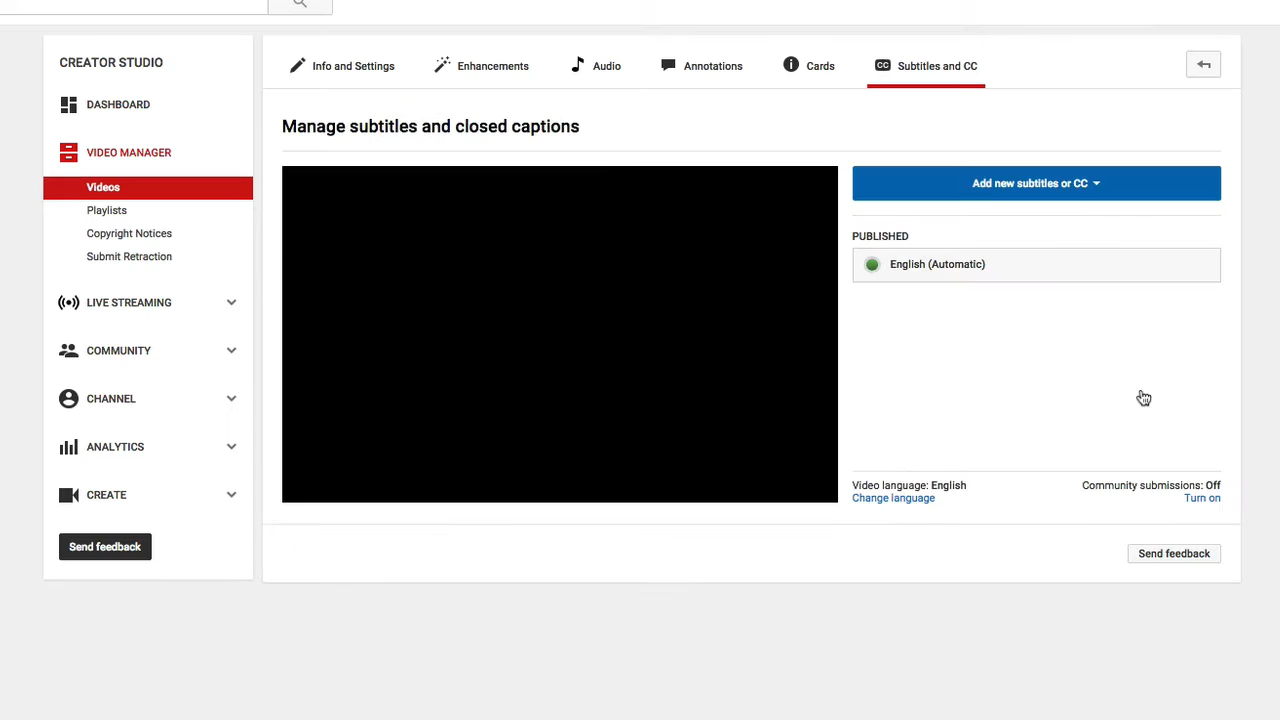 CREATOR STUDIO
DASHBOARD
VIDEO MANAGER
Videos
Playlists
Copyright Notices
Submit Retraction
LIVE STREAMING
COMMUNITY
CHANNEL
ANALYTICS
CREATE
Send feedback
Info and Settings
Enhancements
Audio
Annotations
Cards
CC Subtitles and CC
Manage subtitles and closed captions
Add new subtitles or CC
PUBLISHED
English (Automatic)
Video language: English
Change language
Community submissions: Off
Turn on
Send feedback